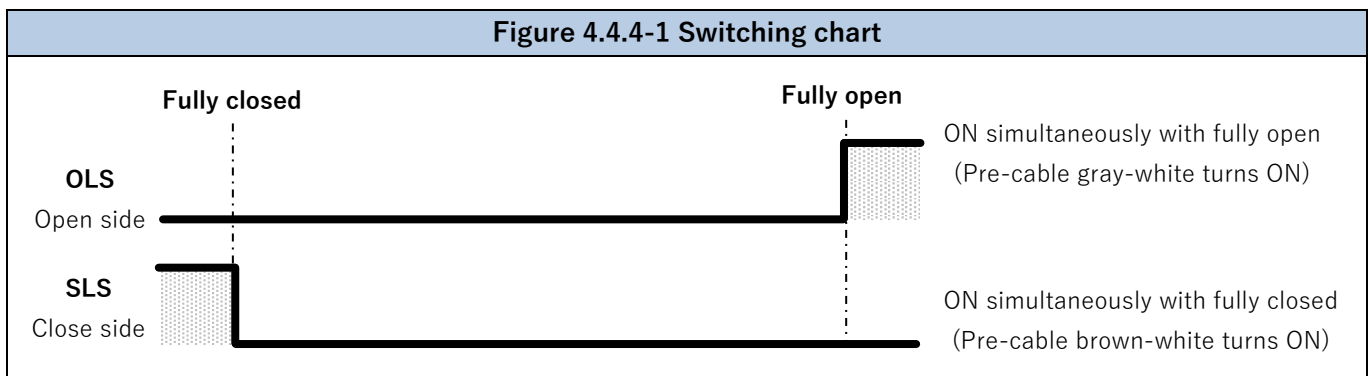 Figure 4.4.4-1 Switching chart
Fully closed
Fully open
OLS
Open side
ON simultaneously with fully open
(Pre-cable gray-white turns ON)
SLS
Close side
ON simultaneously with fully closed
(Pre-cable brown-white turns ON)